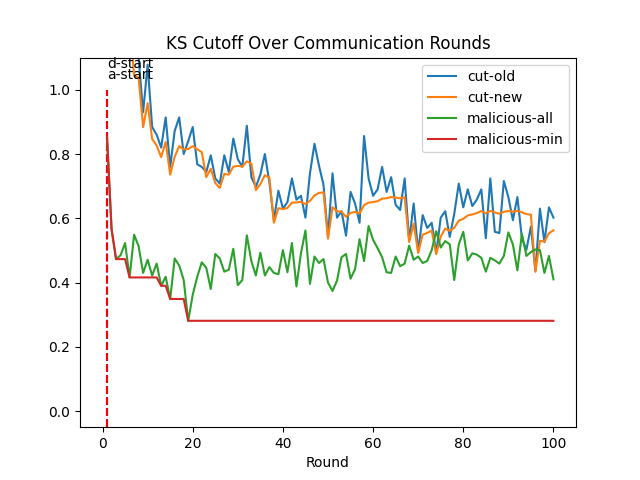 KS Cutoff Over Communication Rounds
d-start
a-start
cut-old
cut-new
malicious-all
malicious-min
1.0
0.8
0.6
0.4
0.2
0.0
0 20 40 60 80 100
Round